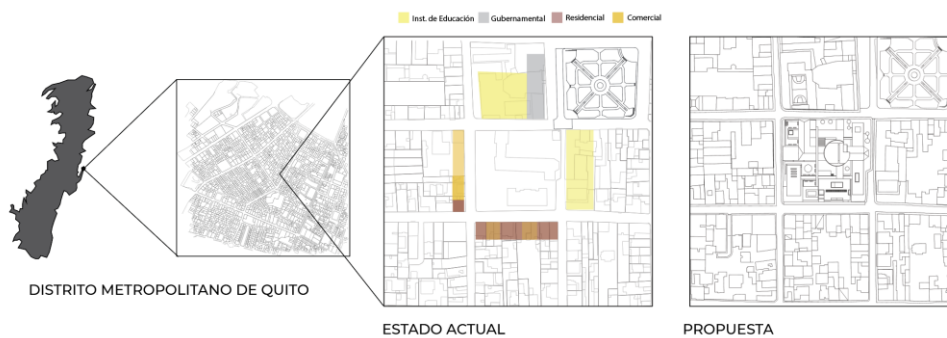 Inst. de Educación Gubernamental Residencial Comercial
DISTRITO METROPOLITANO DE QUITO
ESTADO ACTUAL
PROPUESTA